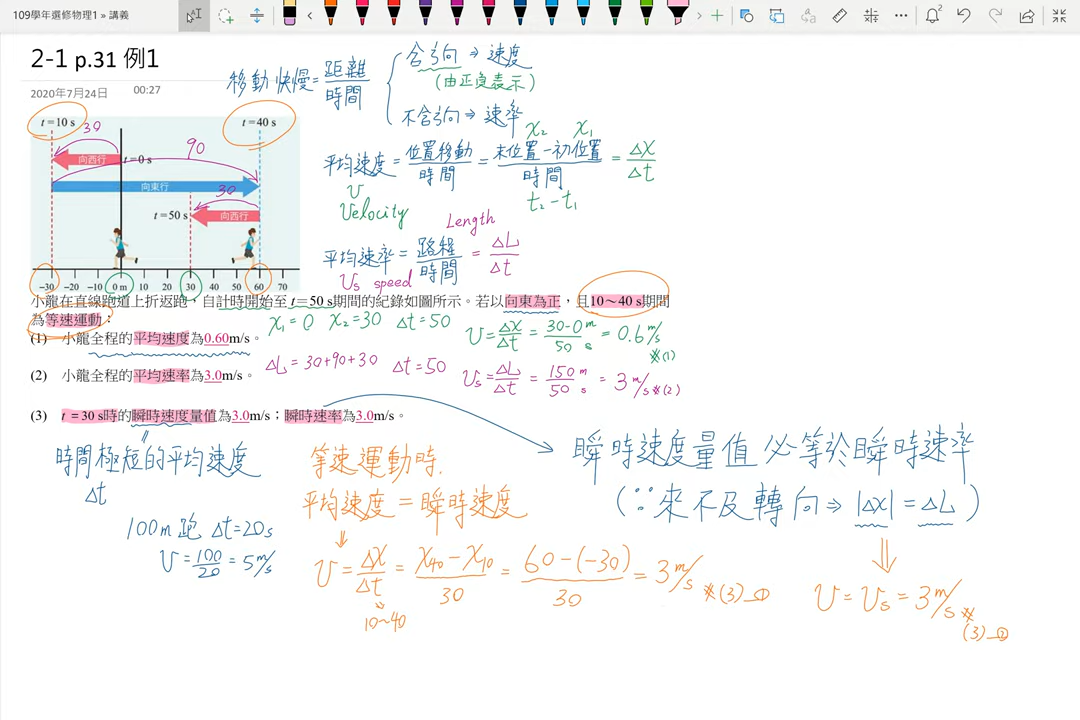 109學年選修物理1 » 講義
2-1 p.31 例1
2020年7月24日 00:27
移動快慢=距離/時間
含方向⇒速度
(由正負表示)
不含方向⇒速率
t=10 s
t=40 s
39
90
向西行
t=0 s
向東行
30
t=50 s
向西行
-30 -20 -10 0 m 10 20 30 40 50 60 70
x2 x1
平均速度=位置移動/時間=末位置-初位置/時間=Δx/Δt
v
t2-t1
Velocity
Length
平均速率=路程/時間=ΔL/Δt
Vs speed
小龍在直線跑道上折返跑,自計時開始至 t=50 s期間的紀錄如圖所示。若以向東為正,且10~40 s期間
為等速運動:
x1=0 x2=30 Δt=50
v=Δx/Δt=30-0 m/50 s=0.6 m/s ※(1)
(1) 小龍全程的平均速度為0.60m/s。
ΔL=30+90+30 Δt=50
vs=ΔL/Δt=150 m/50 s=3 m/s ※(2)
(2) 小龍全程的平均速率為3.0m/s。
(3) t=30 s時的瞬時速度量值為3.0m/s;瞬時速率為3.0m/s。
時間極短的平均速度
Δt
100m跑 Δt=20s
v=100/20=5 m/s
等速運動時.
平均速度=瞬時速度
v=Δx/Δt=x40-x10/30=60-(-30)/30=3 m/s ※(3)-①
10~40
瞬時速度量值必等於瞬時速率
(∵來不及轉向⇒|Δx|=ΔL)
v=vs=3 m/s ※
(3)-②